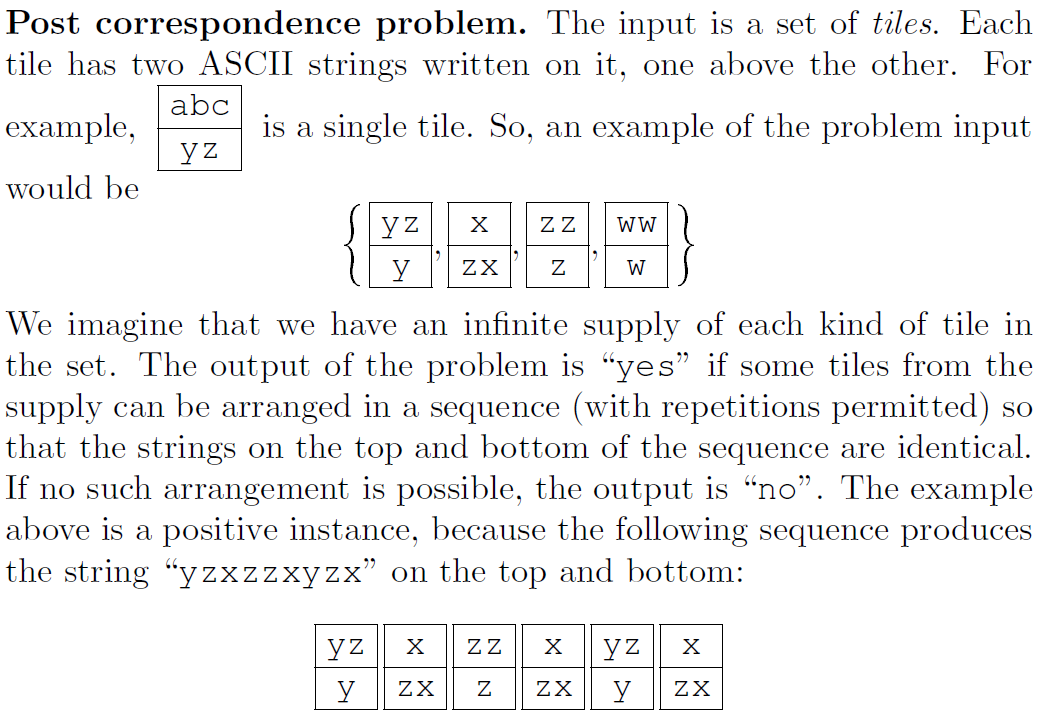 Post correspondence problem. The input is a set of tiles. Each
tile has two ASCII strings written on it, one above the other. For
abc
example, is a single tile. So, an example of the problem input
yz
would be
{ yz , x , zz , ww }
y zx z w
We imagine that we have an infinite supply of each kind of tile in
the set. The output of the problem is “yes” if some tiles from the
supply can be arranged in a sequence (with repetitions permitted) so
that the strings on the top and bottom of the sequence are identical.
If no such arrangement is possible, the output is “no”. The example
above is a positive instance, because the following sequence produces
the string “yzxzzxyzx” on the top and bottom:
yz x zz x yz x
y zx z zx y zx